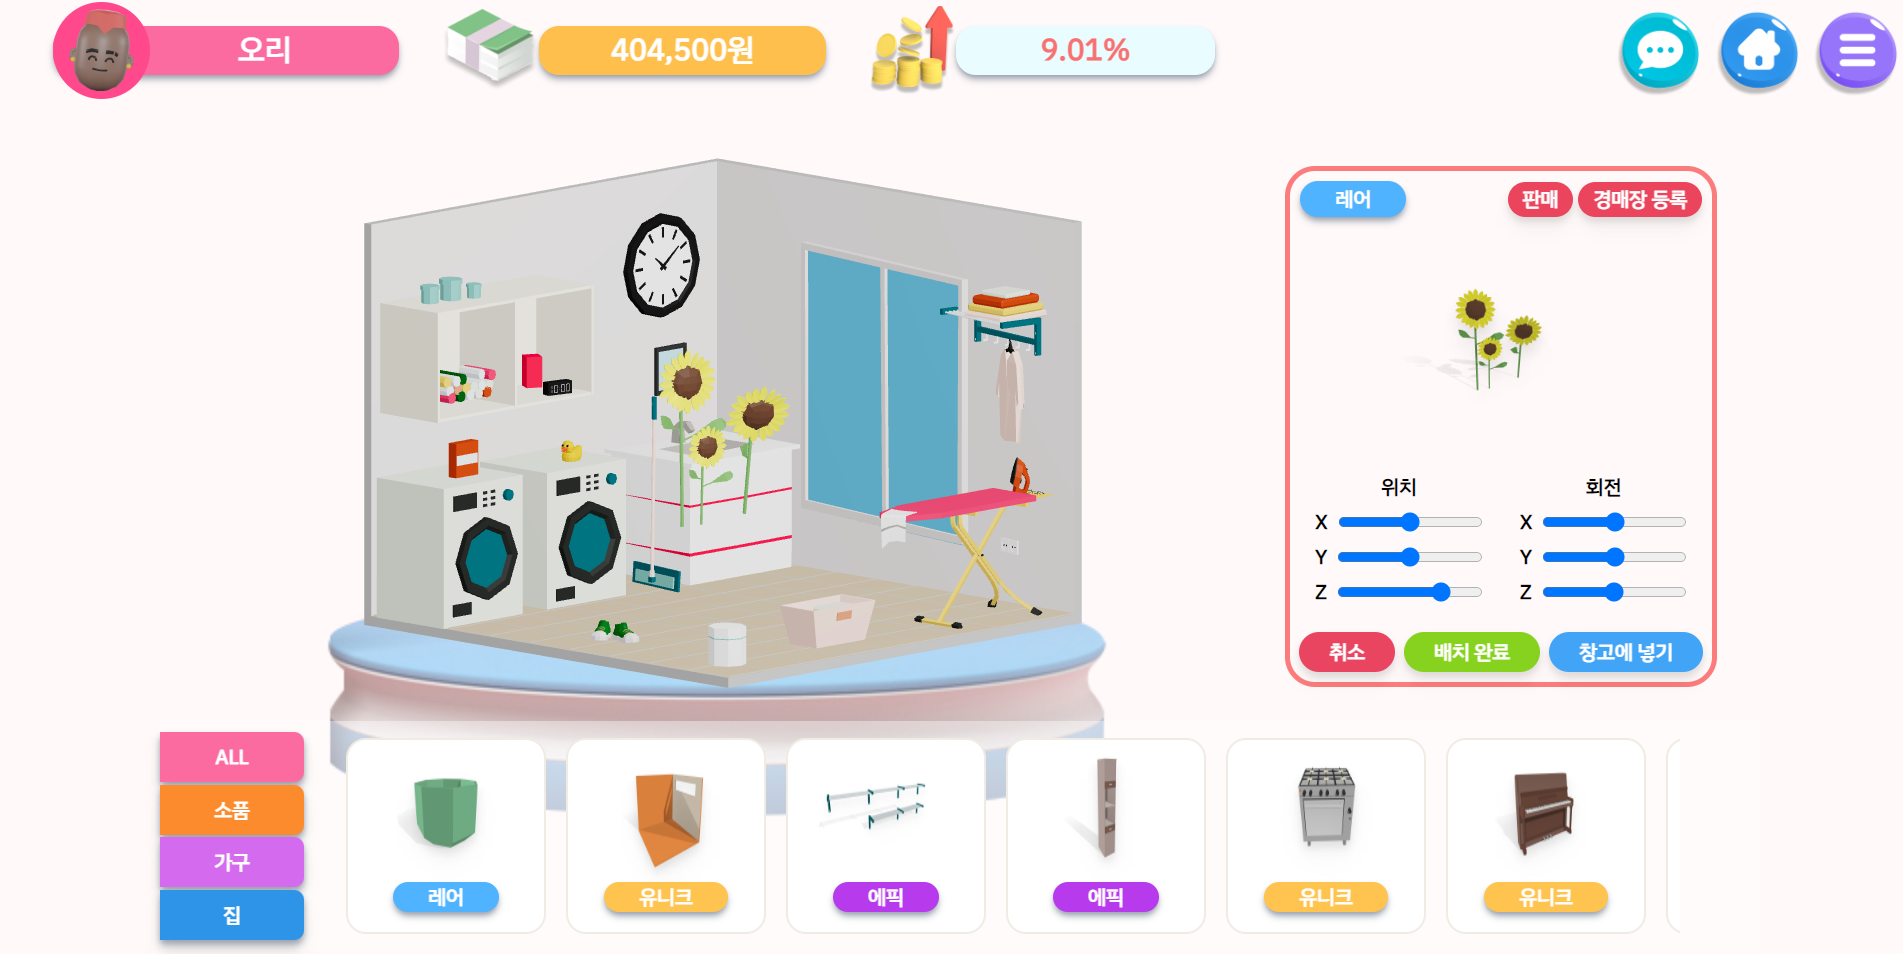 오리
404,500원
9.01%
레어
판매
경매장 등록
10:00
위치
회전
X
X
Y
Y
Z
Z
취소
배치 완료
창고에 넣기
ALL
소품
가구
집
레어
유니크
에픽
에픽
유니크
유니크